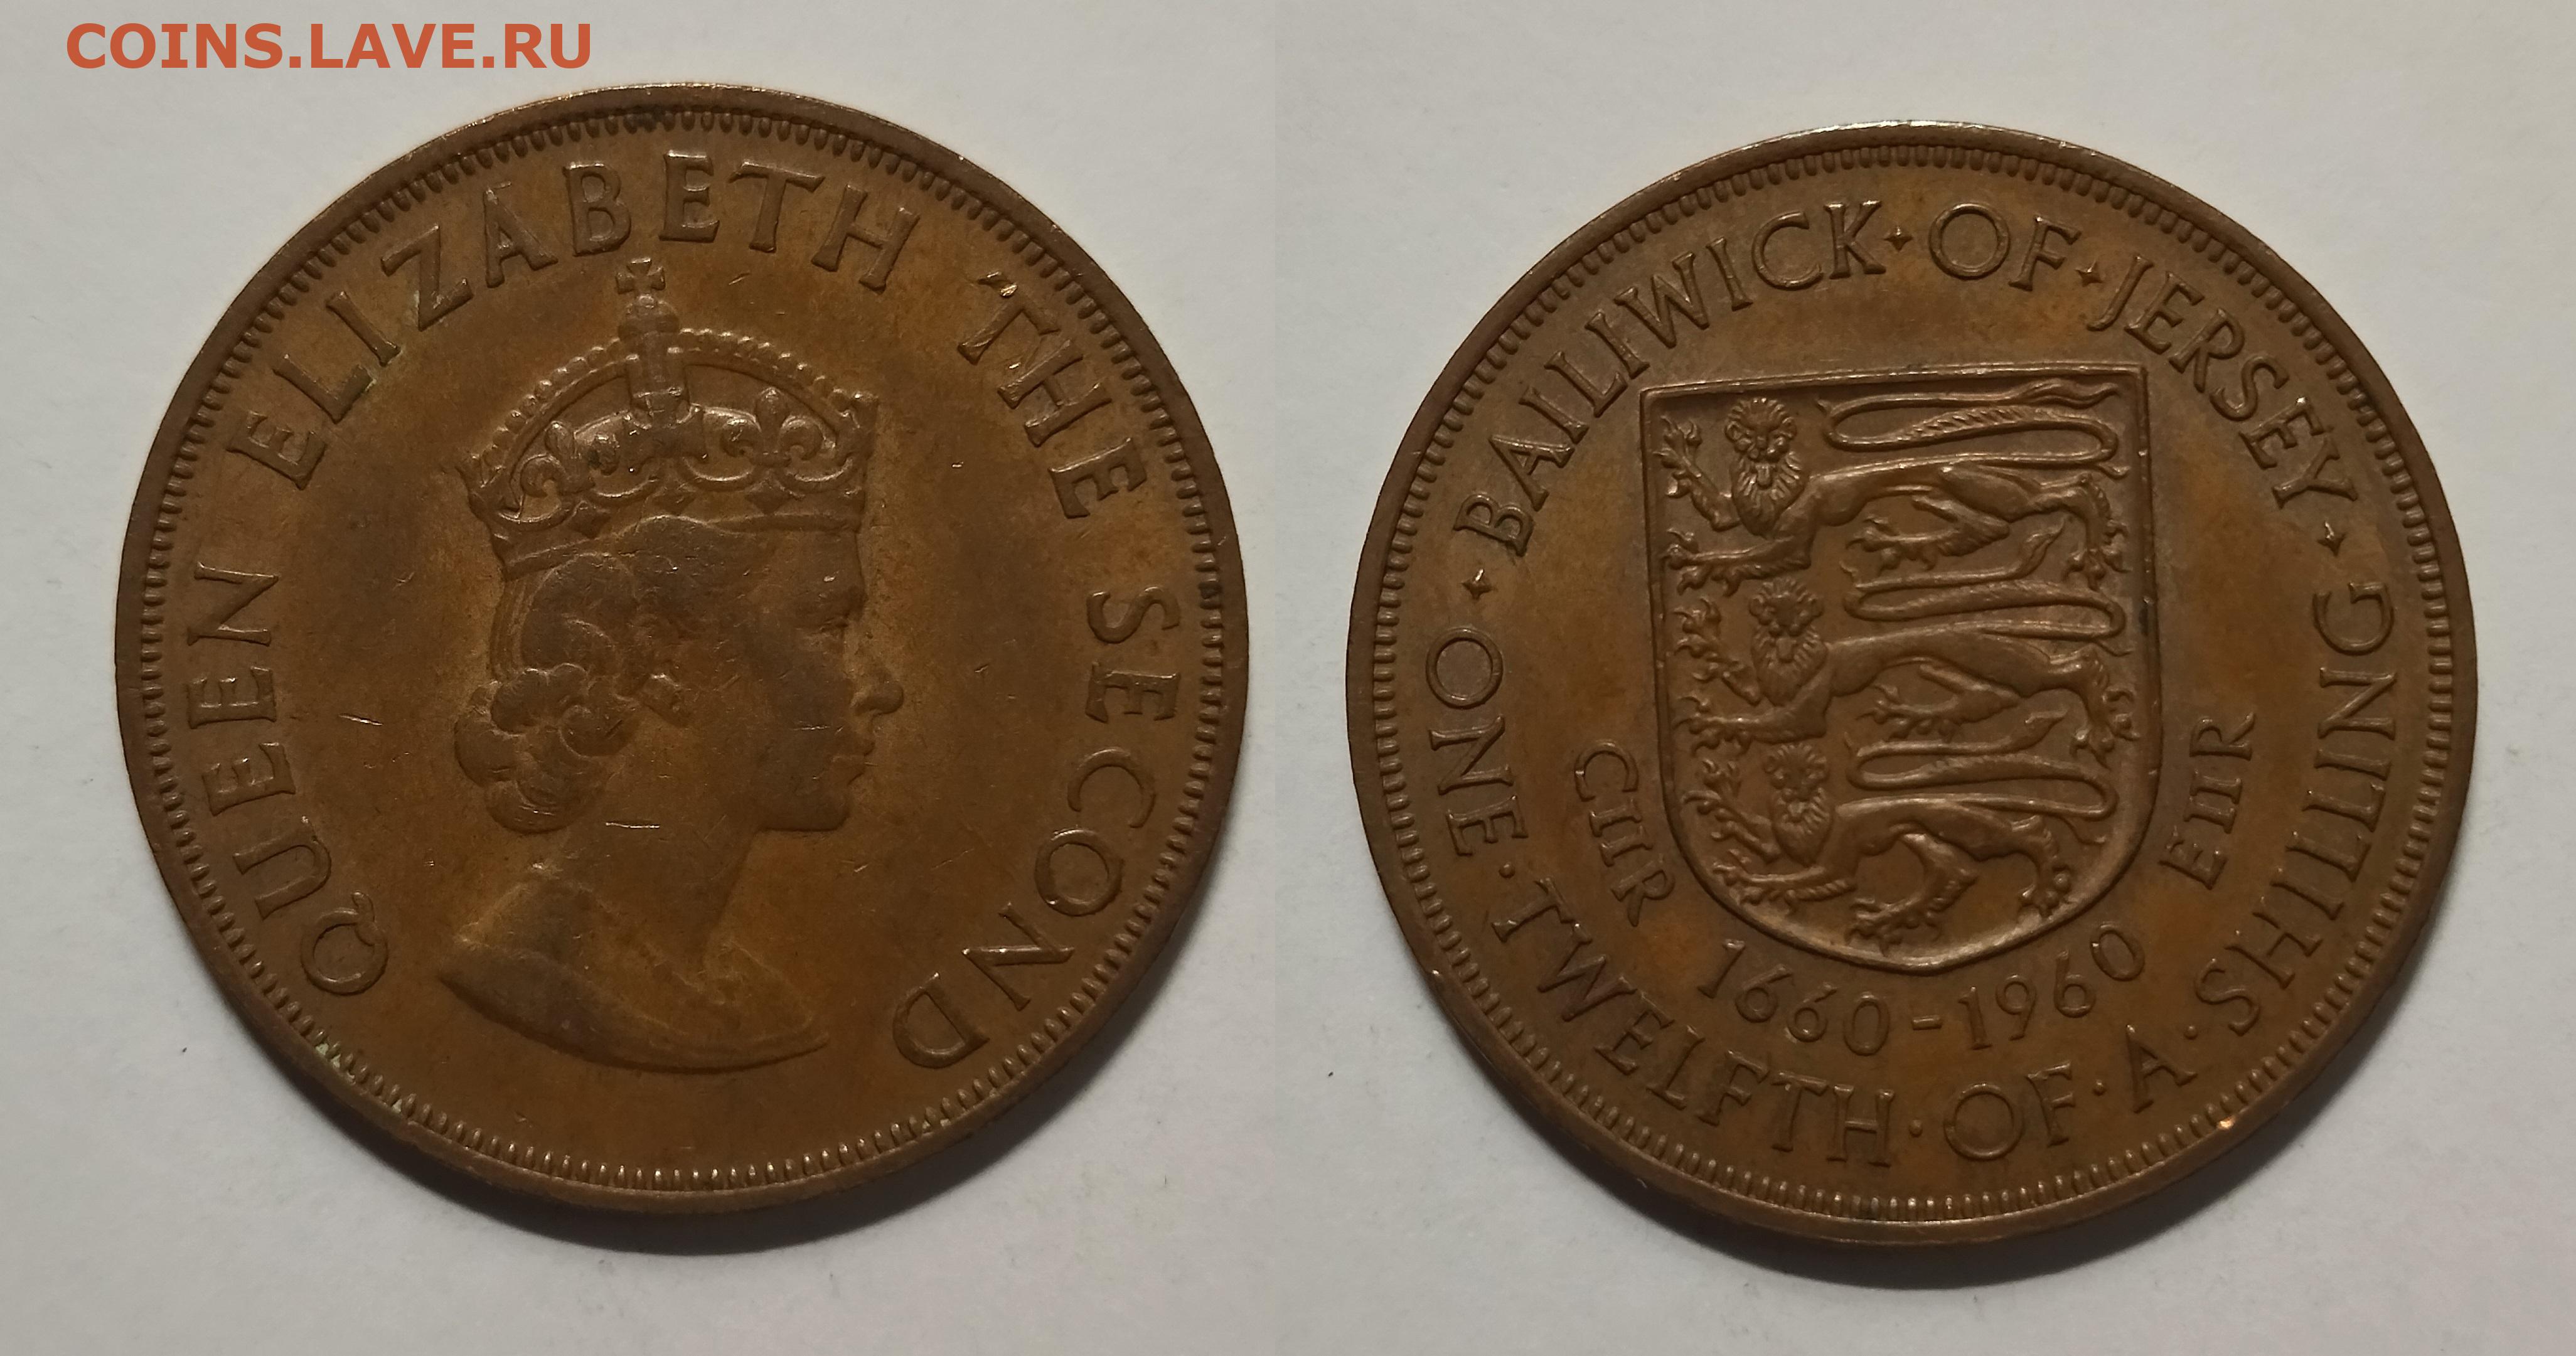 COINS.LAVE.RU
QUEEN ELIZABETH THE SECOND
· BAILIWICK · OF · JERSEY ·
ONE · TWELFTH · OF · A · SHILLING
CIIR
EIIR
1660-1960